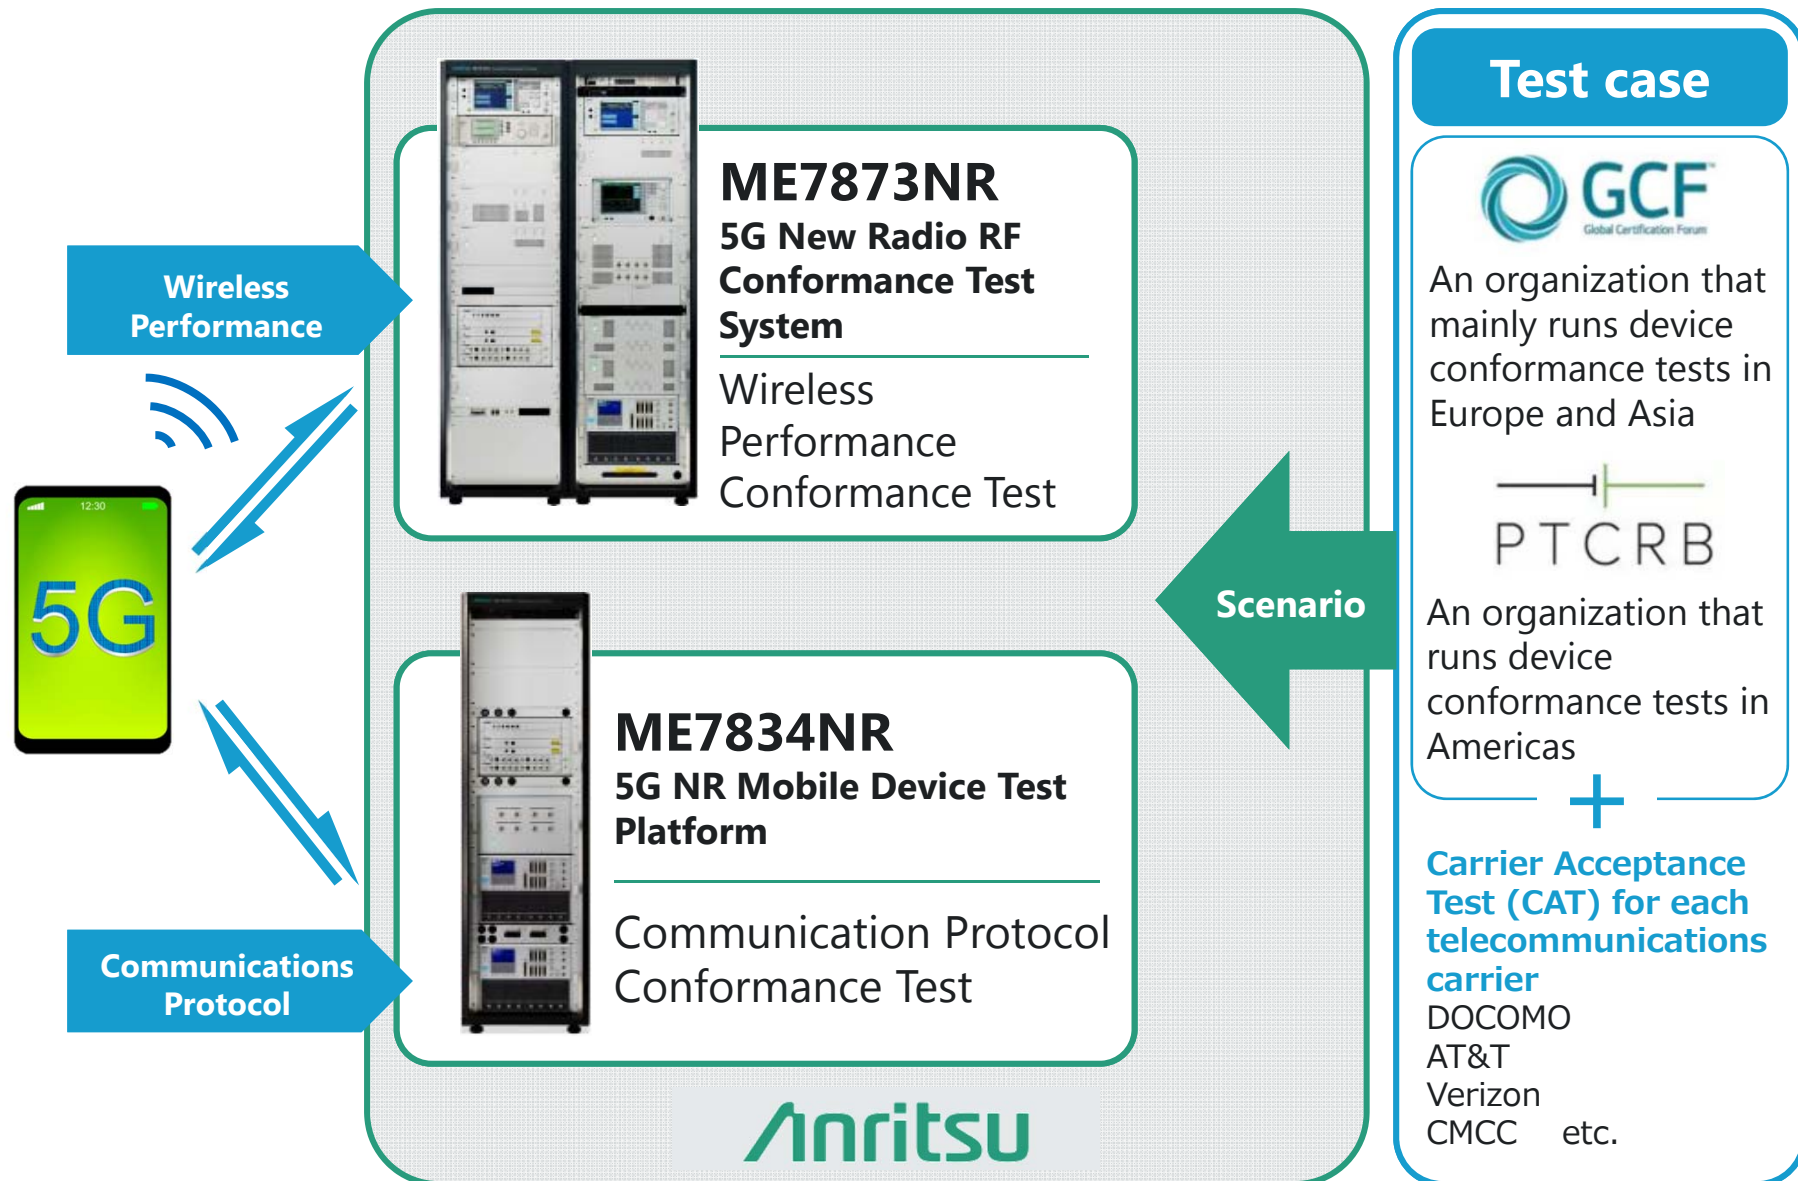 Wireless
Performance
12:30
5G
Communications
Protocol
ME7873NR
5G New Radio RF
Conformance Test
System
Wireless
Performance
Conformance Test
ME7834NR
5G NR Mobile Device Test
Platform
Communication Protocol
Conformance Test
Anritsu
Scenario
Test case
GCF™
Global Certification Forum
An organization that
mainly runs device
conformance tests in
Europe and Asia
PTCRB
An organization that
runs device
conformance tests in
Americas
+
Carrier Acceptance
Test (CAT) for each
telecommunications
carrier
DOCOMO
AT&T
Verizon
CMCC etc.